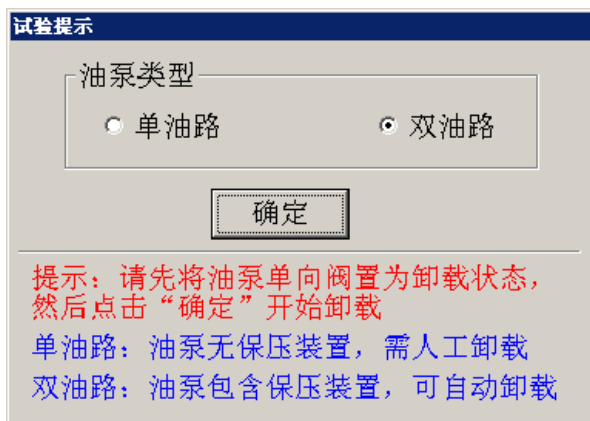 试验提示
油泵类型
单油路 双油路
确定
提示：请先将油泵单向阀置为卸载状态，
然后点击“确定”开始卸载
单油路：油泵无保压装置，需人工卸载
双油路：油泵包含保压装置，可自动卸载